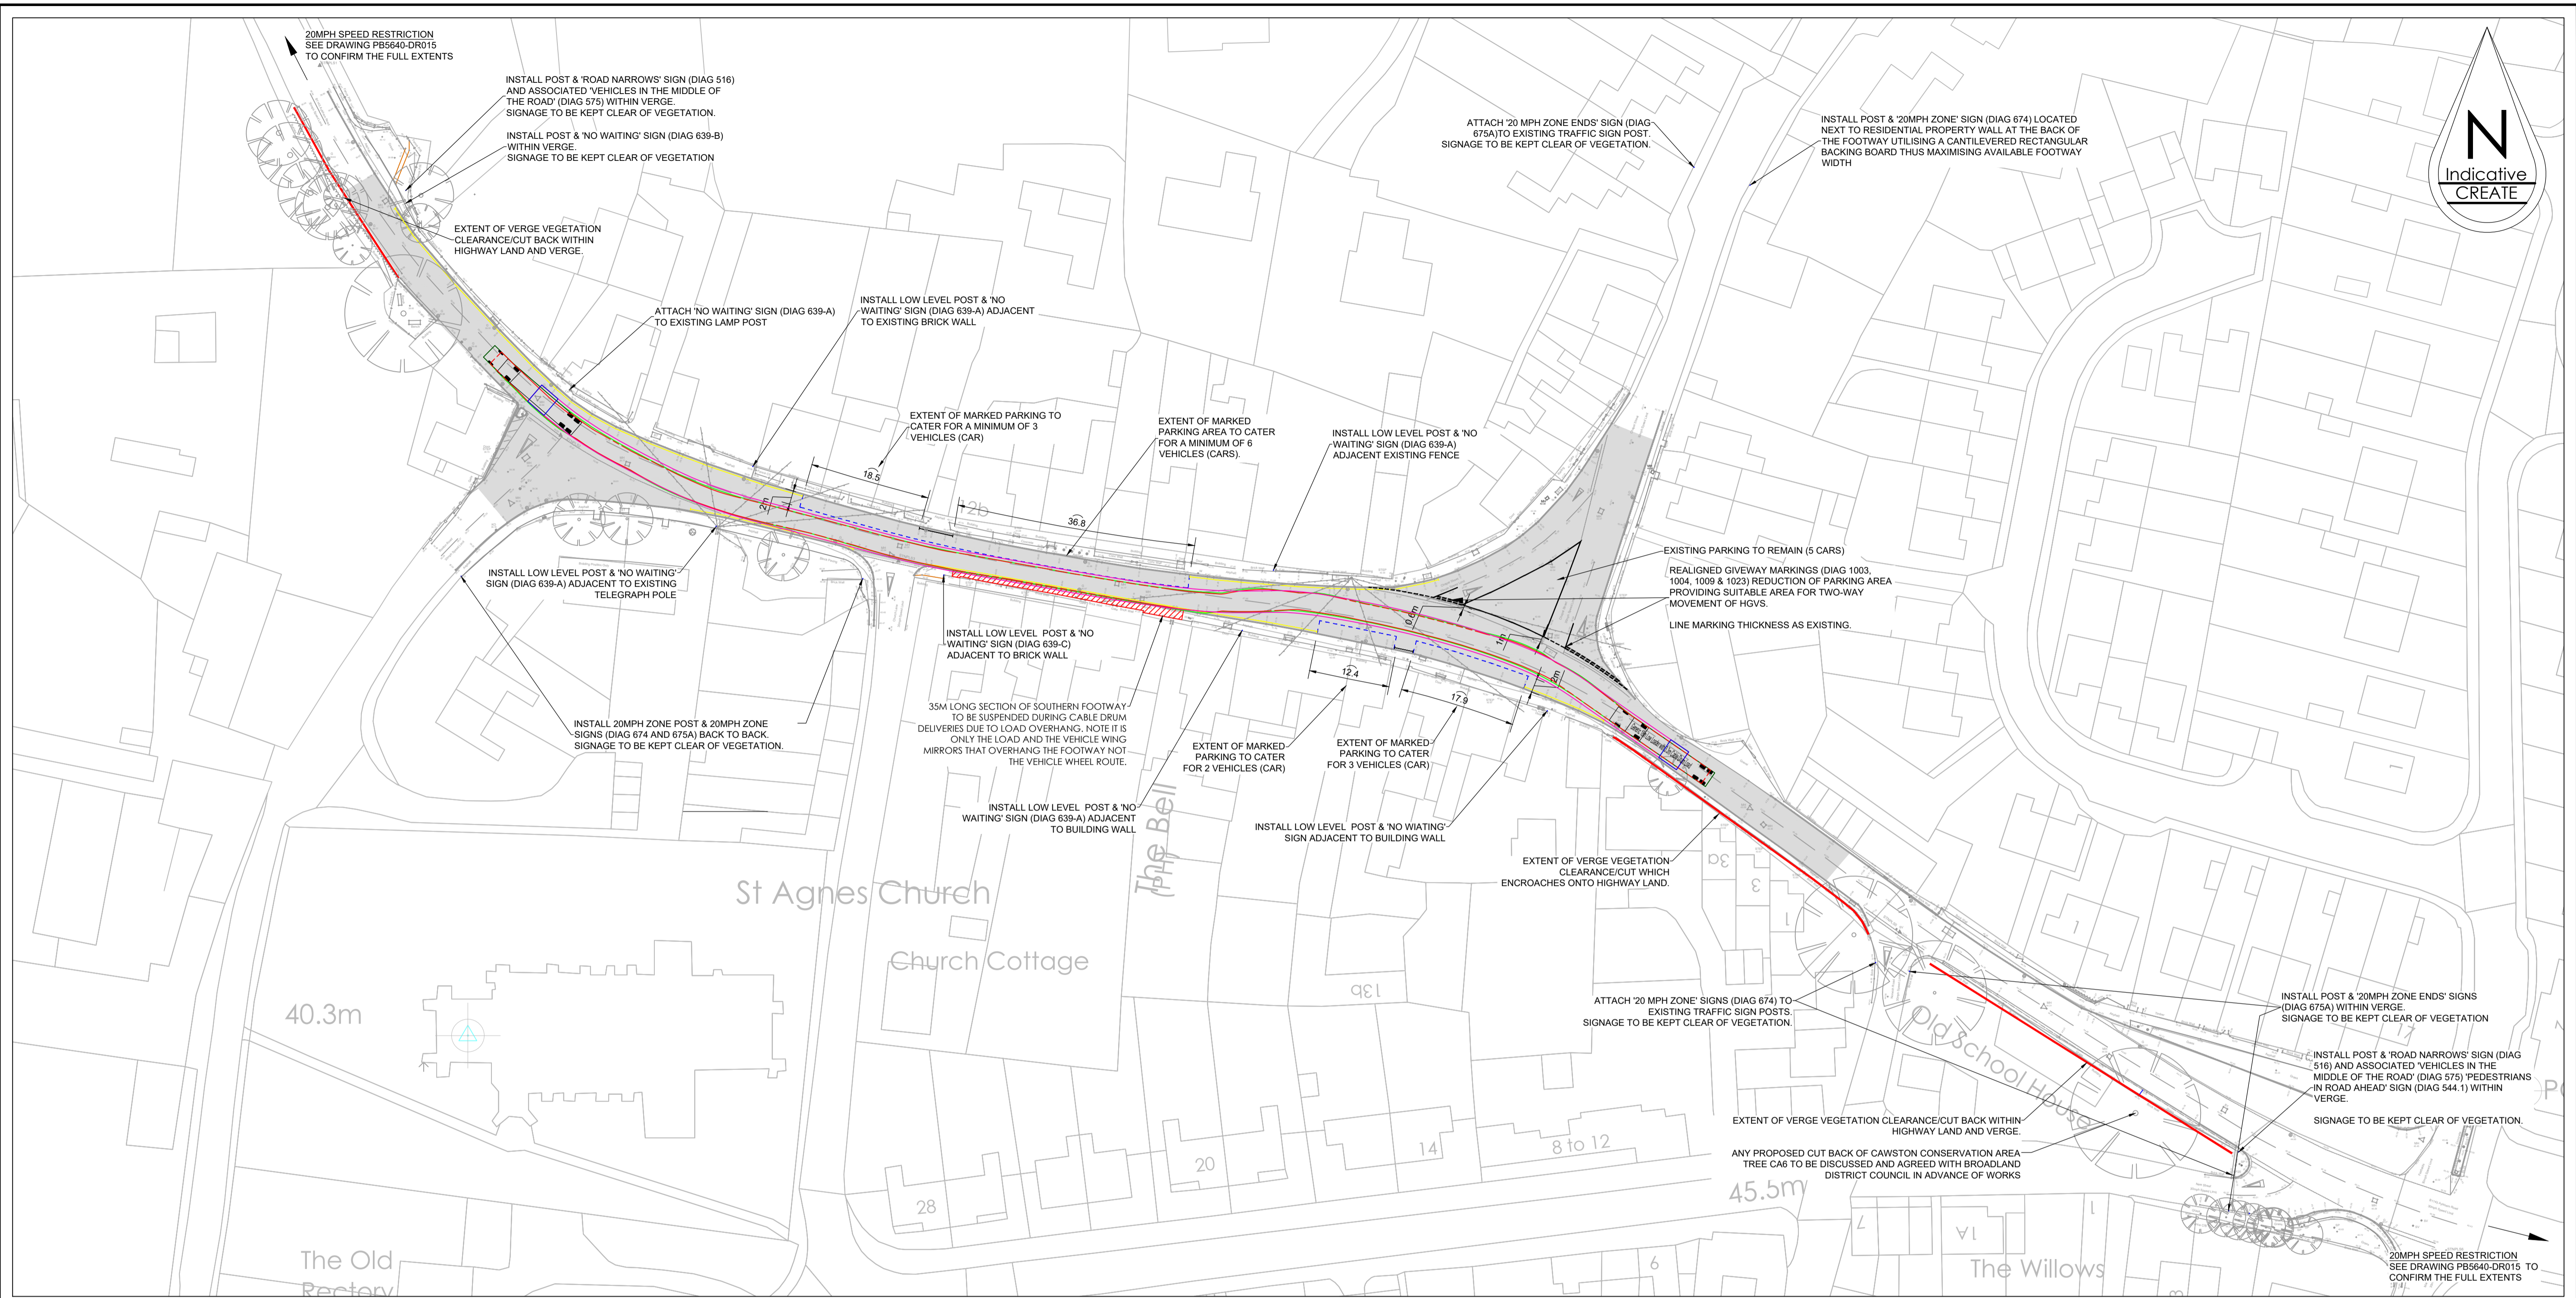 20MPH SPEED RESTRICTION
SEE DRAWING PB5640-DR015
TO CONFIRM THE FULL EXTENTS
INSTALL POST & 'ROAD NARROWS' SIGN (DIAG 516)
AND ASSOCIATED 'VEHICLES IN THE MIDDLE OF
THE ROAD' (DIAG 575) WITHIN VERGE.
SIGNAGE TO BE KEPT CLEAR OF VEGETATION.
INSTALL POST & 'NO WAITING' SIGN (DIAG 639-B)
WITHIN VERGE.
SIGNAGE TO BE KEPT CLEAR OF VEGETATION
EXTENT OF VERGE VEGETATION
CLEARANCE/CUT BACK WITHIN
HIGHWAY LAND AND VERGE.
ATTACH '20 MPH ZONE ENDS' SIGN (DIAG
675A)TO EXISTING TRAFFIC SIGN POST.
SIGNAGE TO BE KEPT CLEAR OF VEGETATION.
INSTALL POST & '20MPH ZONE' SIGN (DIAG 674) LOCATED
NEXT TO RESIDENTIAL PROPERTY WALL AT THE BACK OF
THE FOOTWAY UTILISING A CANTILEVERED RECTANGULAR
BACKING BOARD THUS MAXIMISING AVAILABLE FOOTWAY
WIDTH
N
Indicative
CREATE
ATTACH 'NO WAITING' SIGN (DIAG 639-A)
TO EXISTING LAMP POST
INSTALL LOW LEVEL POST & 'NO
WAITING' SIGN (DIAG 639-A) ADJACENT
TO EXISTING BRICK WALL
EXTENT OF MARKED PARKING TO
CATER FOR A MINIMUM OF 3
VEHICLES (CAR)
EXTENT OF MARKED
PARKING AREA TO CATER
FOR A MINIMUM OF 6
VEHICLES (CARS).
INSTALL LOW LEVEL POST & 'NO
WAITING' SIGN (DIAG 639-A)
ADJACENT EXISTING FENCE
18.5
2m
12b
36.8
EXISTING PARKING TO REMAIN (5 CARS)
REALIGNED GIVEWAY MARKINGS (DIAG 1003,
1004, 1009 & 1023) REDUCTION OF PARKING AREA
PROVIDING SUITABLE AREA FOR TWO-WAY
MOVEMENT OF HGVS.
LINE MARKING THICKNESS AS EXISTING.
INSTALL LOW LEVEL POST & 'NO WAITING'
SIGN (DIAG 639-A) ADJACENT TO EXISTING
TELEGRAPH POLE
0.6m
1m
2m
12.4
17.9
INSTALL LOW LEVEL POST & 'NO
WAITING' SIGN (DIAG 639-C)
ADJACENT TO BRICK WALL
35M LONG SECTION OF SOUTHERN FOOTWAY
TO BE SUSPENDED DURING CABLE DRUM
DELIVERIES DUE TO LOAD OVERHANG. NOTE IT IS
ONLY THE LOAD AND THE VEHICLE WING
MIRRORS THAT OVERHANG THE FOOTWAY NOT
THE VEHICLE WHEEL ROUTE.
INSTALL 20MPH ZONE POST & 20MPH ZONE
SIGNS (DIAG 674 AND 675A) BACK TO BACK.
SIGNAGE TO BE KEPT CLEAR OF VEGETATION.
EXTENT OF MARKED
PARKING TO CATER
FOR 2 VEHICLES (CAR)
EXTENT OF MARKED
PARKING TO CATER
FOR 3 VEHICLES (CAR)
INSTALL LOW LEVEL POST & 'NO
WAITING' SIGN (DIAG 639-A) ADJACENT
TO BUILDING WALL
The Bell
(PH)
INSTALL LOW LEVEL POST & 'NO WIATING'
SIGN ADJACENT TO BUILDING WALL
EXTENT OF VERGE VEGETATION
CLEARANCE/CUT WHICH
ENCROACHES ONTO HIGHWAY LAND.
3a
3
1
St Agnes Church
Church Cottage
40.3m
13b
ATTACH '20 MPH ZONE' SIGNS (DIAG 674) TO
EXISTING TRAFFIC SIGN POSTS.
SIGNAGE TO BE KEPT CLEAR OF VEGETATION.
Old School House
1
1
17
INSTALL POST & '20MPH ZONE ENDS' SIGNS
(DIAG 675A) WITHIN VERGE.
SIGNAGE TO BE KEPT CLEAR OF VEGETATION
INSTALL POST & 'ROAD NARROWS' SIGN (DIAG
516) AND ASSOCIATED 'VEHICLES IN THE
MIDDLE OF THE ROAD' (DIAG 575) 'PEDESTRIANS
IN ROAD AHEAD' SIGN (DIAG 544.1) WITHIN
VERGE.
SIGNAGE TO BE KEPT CLEAR OF VEGETATION.
EXTENT OF VERGE VEGETATION CLEARANCE/CUT BACK WITHIN
HIGHWAY LAND AND VERGE.
ANY PROPOSED CUT BACK OF CAWSTON CONSERVATION AREA
TREE CA6 TO BE DISCUSSED AND AGREED WITH BROADLAND
DISTRICT COUNCIL IN ADVANCE OF WORKS
28
20
14
8 to 12
45.5m
7
1A
1
6
The Willows
The Old
Rectory
20MPH SPEED RESTRICTION
SEE DRAWING PB5640-DR015 TO
CONFIRM THE FULL EXTENTS